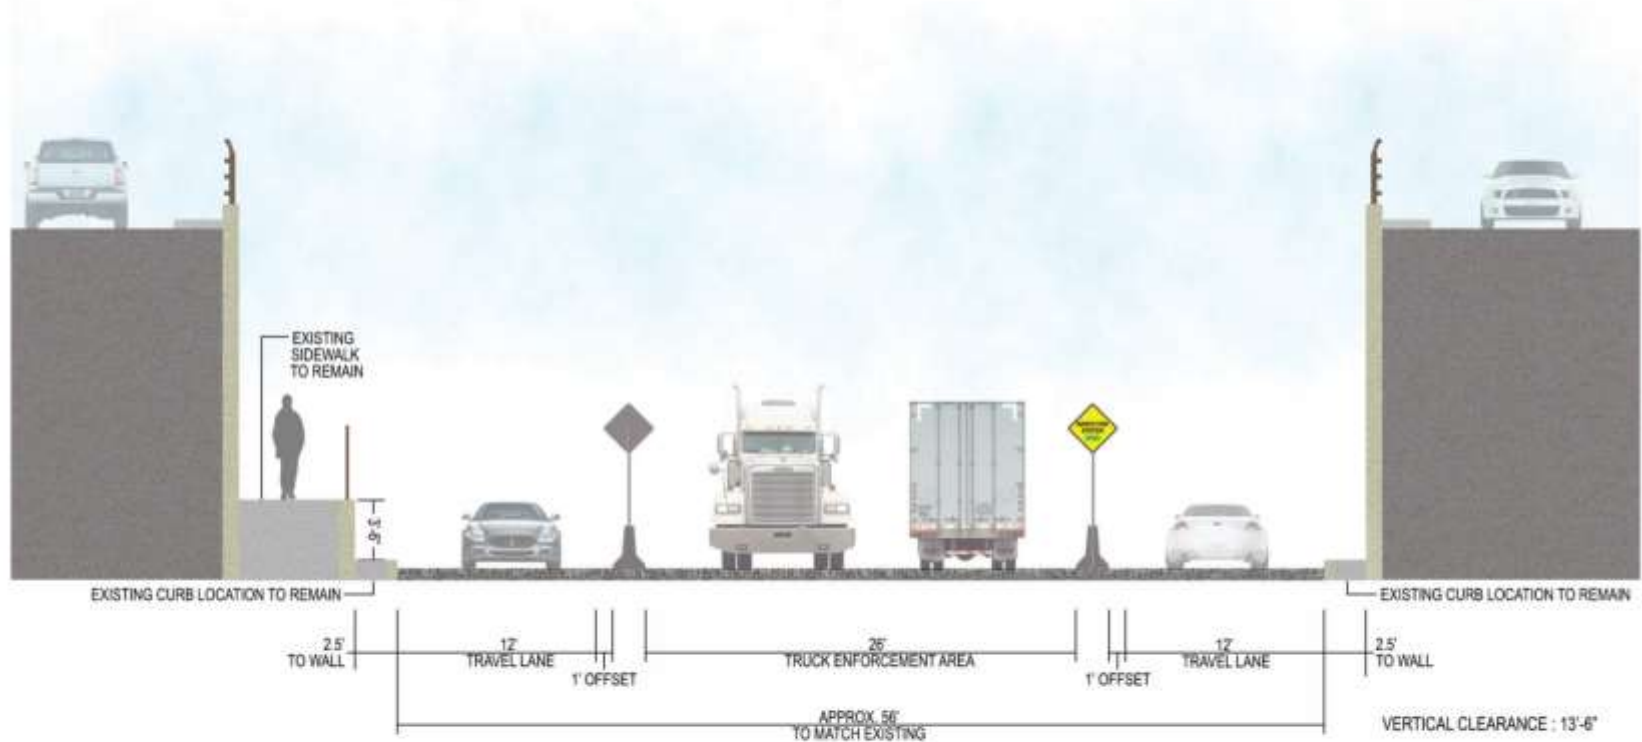 EXISTING
SIDEWALK
TO REMAIN
3'-6"
EXISTING CURB LOCATION TO REMAIN
EXISTING CURB LOCATION TO REMAIN
2.5'
TO WALL
12'
TRAVEL LANE
1' OFFSET
26'
TRUCK ENFORCEMENT AREA
1' OFFSET
12'
TRAVEL LANE
2.5'
TO WALL
APPROX. 56'
TO MATCH EXISTING
VERTICAL CLEARANCE : 13'-6"